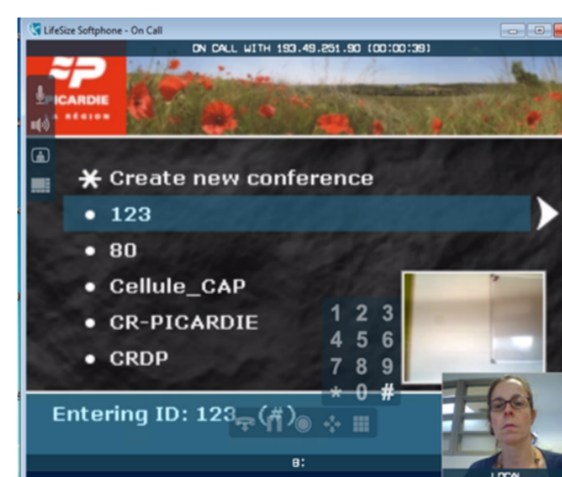 LifeSize Softphone - On Call
ON CALL WITH 193.49.251.90 (00:00:39)
PICARDIE
LA RÉGION
* Create new conference
• 123
• 80
• Cellule_CAP
• CR-PICARDIE
• CRDP
1 2 3
4 5 6
7 8 9
* 0 #
Entering ID: 123_ (#)
8:
LOCAL